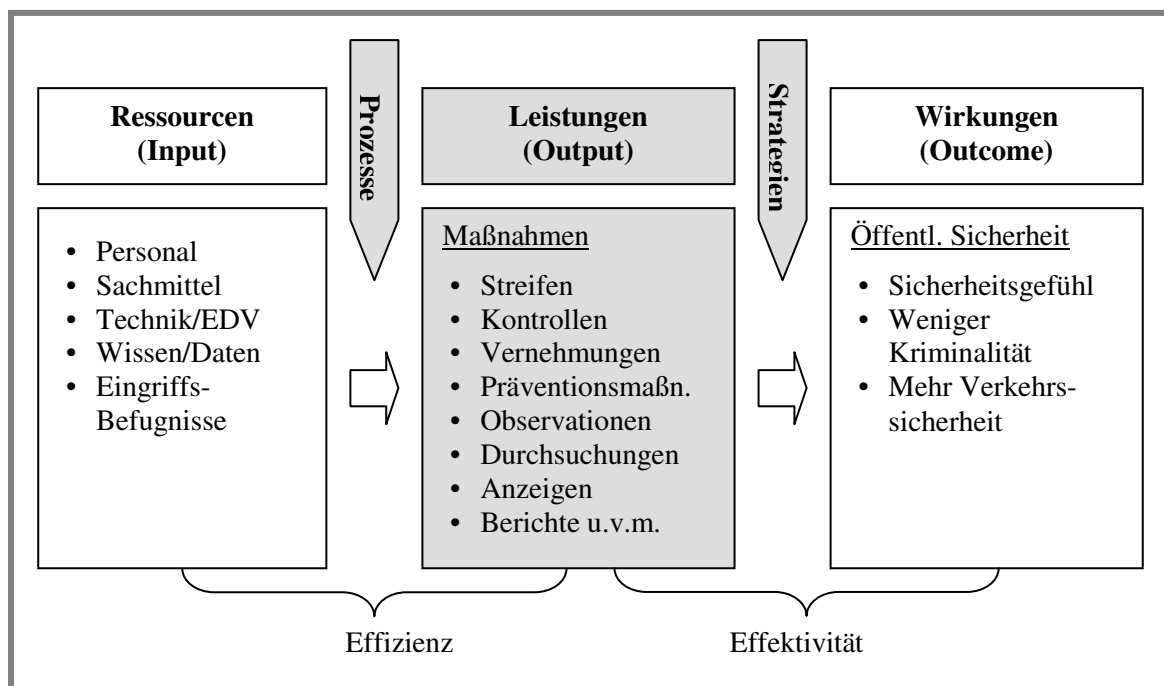 Prozesse
Strategien
Ressourcen
(Input)
Leistungen
(Output)
Wirkungen
(Outcome)
• Personal
• Sachmittel
• Technik/EDV
• Wissen/Daten
• Eingriffs-
Befugnisse
Maßnahmen
• Streifen
• Kontrollen
• Vernehmungen
• Präventionsmaßn.
• Observationen
• Durchsuchungen
• Anzeigen
• Berichte u.v.m.
Öffentl. Sicherheit
• Sicherheitsgefühl
• Weniger
Kriminalität
• Mehr Verkehrs-
sicherheit
Effizienz
Effektivität